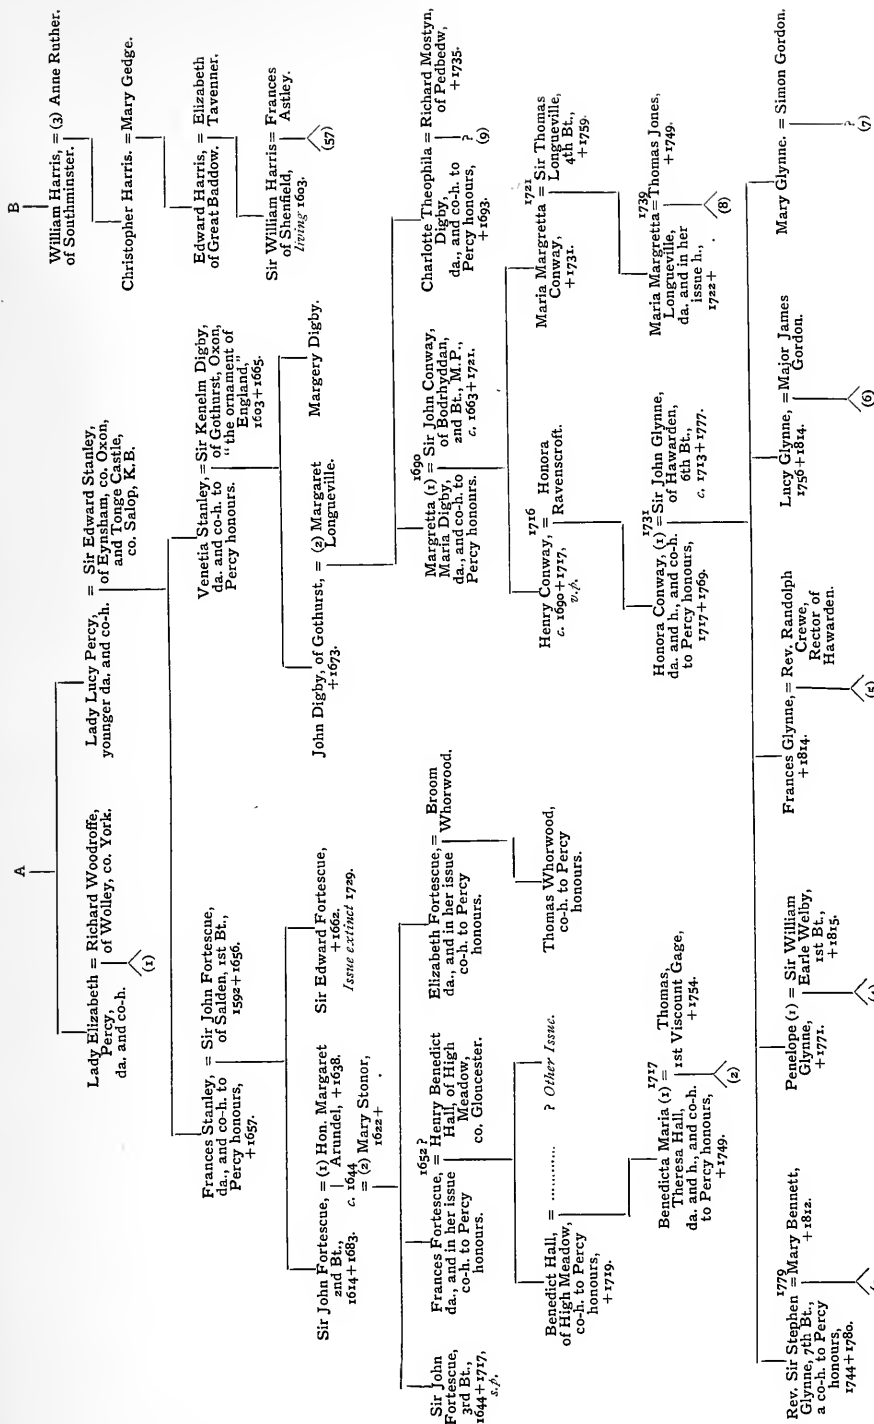 A
B
Lady Elizabeth = Richard Woodroffe,
Percy, of Wolley, co. York.
da. and co-h.
(1)
Lady Lucy Percy, = Sir Edward Stanley,
younger da. and co-h. of Eynsham, co. Oxon,
and Tonge Castle,
co. Salop, K.B.
William Harris, = (3) Anne Ruther.
of Southminster.
Christopher Harris. = Mary Gedge.
Edward Harris, = Elizabeth
of Great Baddow. Tavenner.
Sir William Harris = Frances
of Shenfield, Astley.
living 1603.
(57)
Frances Stanley, = Sir John Fortescue,
da., and co-h. to of Salden, 1st Bt.,
Percy honours, 1592+1656.
+1657.
Venetia Stanley, = Sir Kenelm Digby,
da. and co-h. to of Gothurst, Oxon,
Percy honours. "the ornament of
England,"
1603+1665.
Sir John Fortescue, = (1) Hon. Margaret
2nd Bt., Arundel, +1638.
1614+1683. c. 1644
= (2) Mary Stonor,
1622+
Sir Edward Fortescue,
+1662.
Issue extinct 1729.
John Digby, of Gothurst, = (2) Margaret
+1673. Longueville.
Margery Digby.
Sir John
Fortescue,
3rd Bt.,
1644+1717,
s.p.
1652 ?
Frances Fortescue, = Henry Benedict
da., and in her issue Hall, of High
co-h. to Percy Meadow,
honours. co. Gloucester.
Elizabeth Fortescue, = Broom
da., and in her issue Whorwood.
co-h. to Percy
honours.
1690
Margretta (1) = Sir John Conway,
Maria Digby, of Bodrhyddan,
da., and co-h. to 2nd Bt., M.P.,
Percy honours. c. 1663+1721.
Charlotte Theophila = Richard Mostyn,
Digby, of Pedbedw,
da., and co-h. to ? +1735.
Percy honours, (9)
+1693.
Benedict Hall, = ..............
of High Meadow,
co-h. to Percy
honours,
+1719.
? Other Issue.
Thomas Whorwood,
co-h. to Percy
honours.
1716
Henry Conway, = Honora
c. 1690+1717, Ravenscroft.
v.p.
1721
Maria Margretta = Sir Thomas
Conway, Longueville,
+1731. 4th Bt.,
+1759.
1717
Benedicta Maria (1) = Thomas,
Theresa Hall, 1st Viscount Gage,
da. and h., and co-h. +1754.
to Percy honours,
+1749.
(2)
1731
Honora Conway, (1) = Sir John Glynne,
da. and h., and co-h. of Hawarden,
to Percy honours, 6th Bt.,
1717+1769. c. 1713+1777.
1739
Maria Margretta = Thomas Jones,
Longueville, +1749.
da. and in her
issue h.,
1722+
(8)
1779
Rev. Sir Stephen = Mary Bennett,
Glynne, 7th Bt., +1812.
a co-h. to Percy
honours,
1744+1780.
Penelope (1) = Sir William
Glynne, Earle Welby,
+1771. 1st Bt.,
+1815.
Frances Glynne, = Rev. Randolph
+1814. Crewe,
Rector of
Hawarden.
(5)
Lucy Glynne, = Major James
1756+1814. Gordon.
(6)
Mary Glynne. = Simon Gordon.
?
(7)